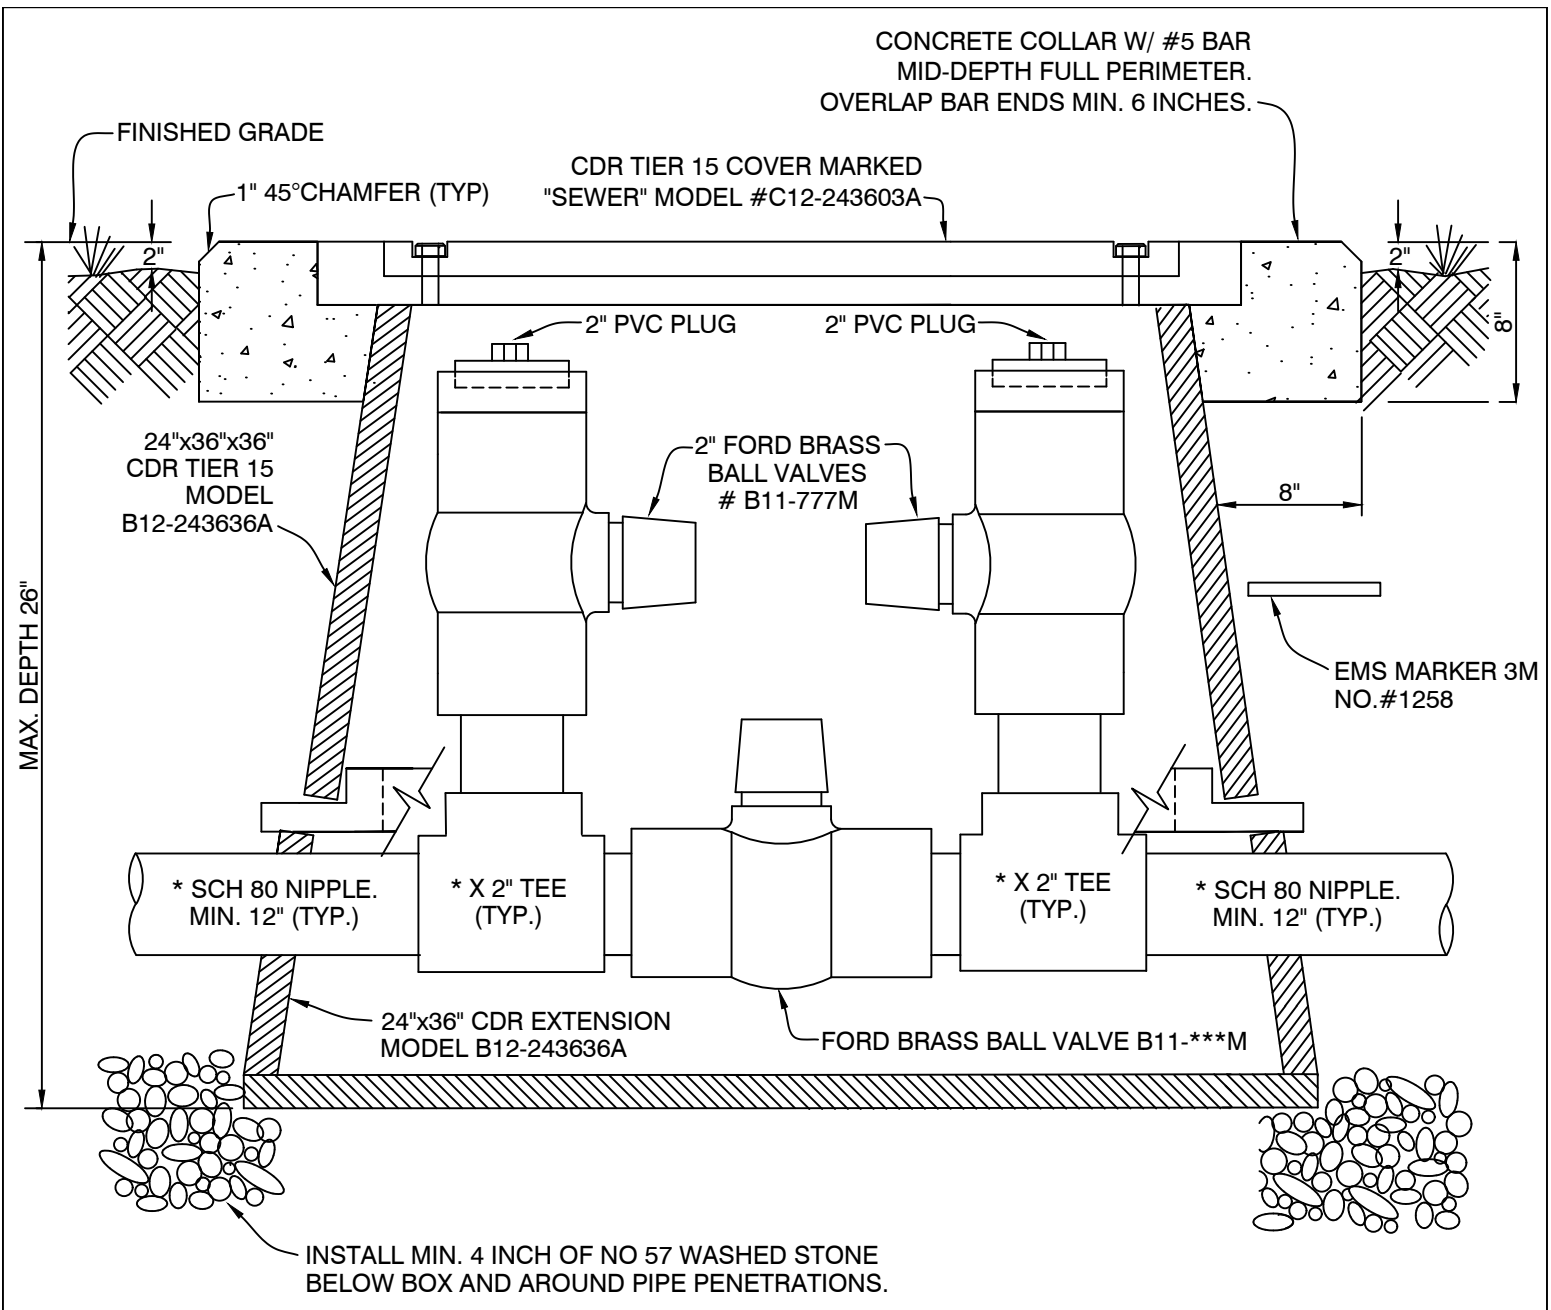 CONCRETE COLLAR W/ #5 BAR
MID-DEPTH FULL PERIMETER.
OVERLAP BAR ENDS MIN. 6 INCHES.
FINISHED GRADE
CDR TIER 15 COVER MARKED
"SEWER" MODEL #C12-243603A
1" 45°CHAMFER (TYP)
2"
2"
8"
2" PVC PLUG
2" PVC PLUG
24"x36"x36"
CDR TIER 15
MODEL
B12-243636A
2" FORD BRASS
BALL VALVES
# B11-777M
8"
MAX. DEPTH 26"
EMS MARKER 3M
NO.#1258
* SCH 80 NIPPLE.
MIN. 12" (TYP.)
* X 2" TEE
(TYP.)
* X 2" TEE
(TYP.)
* SCH 80 NIPPLE.
MIN. 12" (TYP.)
24"x36" CDR EXTENSION
MODEL B12-243636A
FORD BRASS BALL VALVE B11-***M
INSTALL MIN. 4 INCH OF NO 57 WASHED STONE
BELOW BOX AND AROUND PIPE PENETRATIONS.